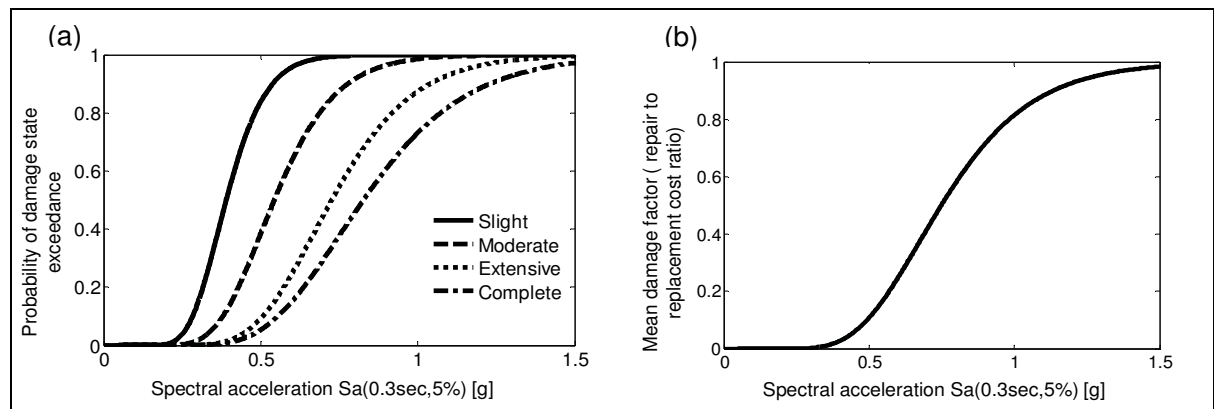 (a)
Probability of damage state
exceedance
1
0.8
0.6
0.4
0.2
0
0
0.5
1
1.5
Slight
Moderate
Extensive
Complete
Spectral acceleration Sa(0.3sec,5%) [g]
(b)
Mean damage factor ( repair to
replacement cost ratio)
1
0.8
0.6
0.4
0.2
0
0
0.5
1
1.5
Spectral acceleration Sa(0.3sec,5%) [g]